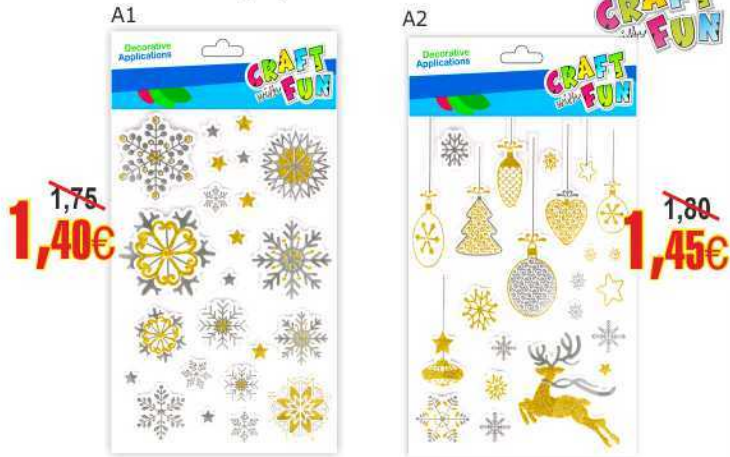 A1
A2
CRAFT
with FUN
Decorative
Applications
CRAFT
with FUN
Decorative
Applications
CRAFT
with FUN
1,75
1,40€
1,80
1,45€